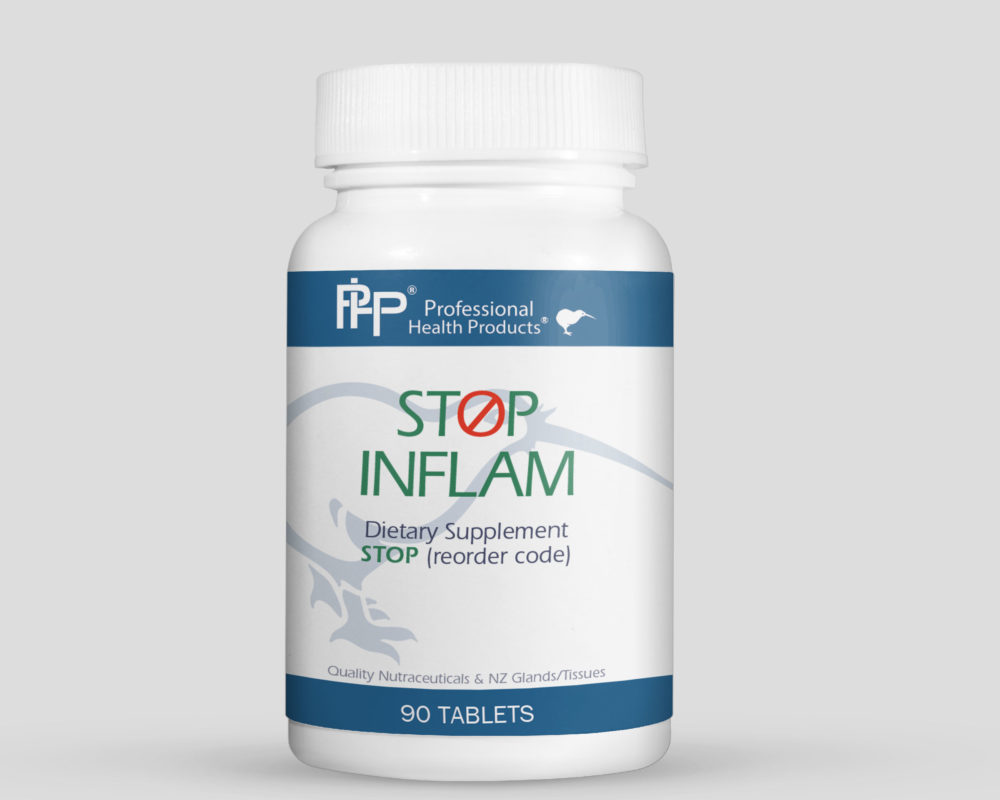 PHP® Professional
Health Products®
STOP
INFLAM
Dietary Supplement
STOP (reorder code)
Quality Nutraceuticals & NZ Glands/Tissues
90 TABLETS